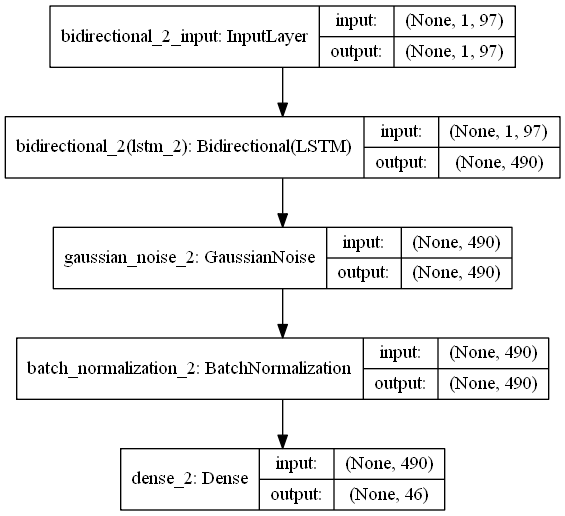 bidirectional_2_input: InputLayer
input:
(None, 1, 97)
output:
(None, 1, 97)
bidirectional_2(lstm_2): Bidirectional(LSTM)
input:
(None, 1, 97)
output:
(None, 490)
gaussian_noise_2: GaussianNoise
input:
(None, 490)
output:
(None, 490)
batch_normalization_2: BatchNormalization
input:
(None, 490)
output:
(None, 490)
dense_2: Dense
input:
(None, 490)
output:
(None, 46)